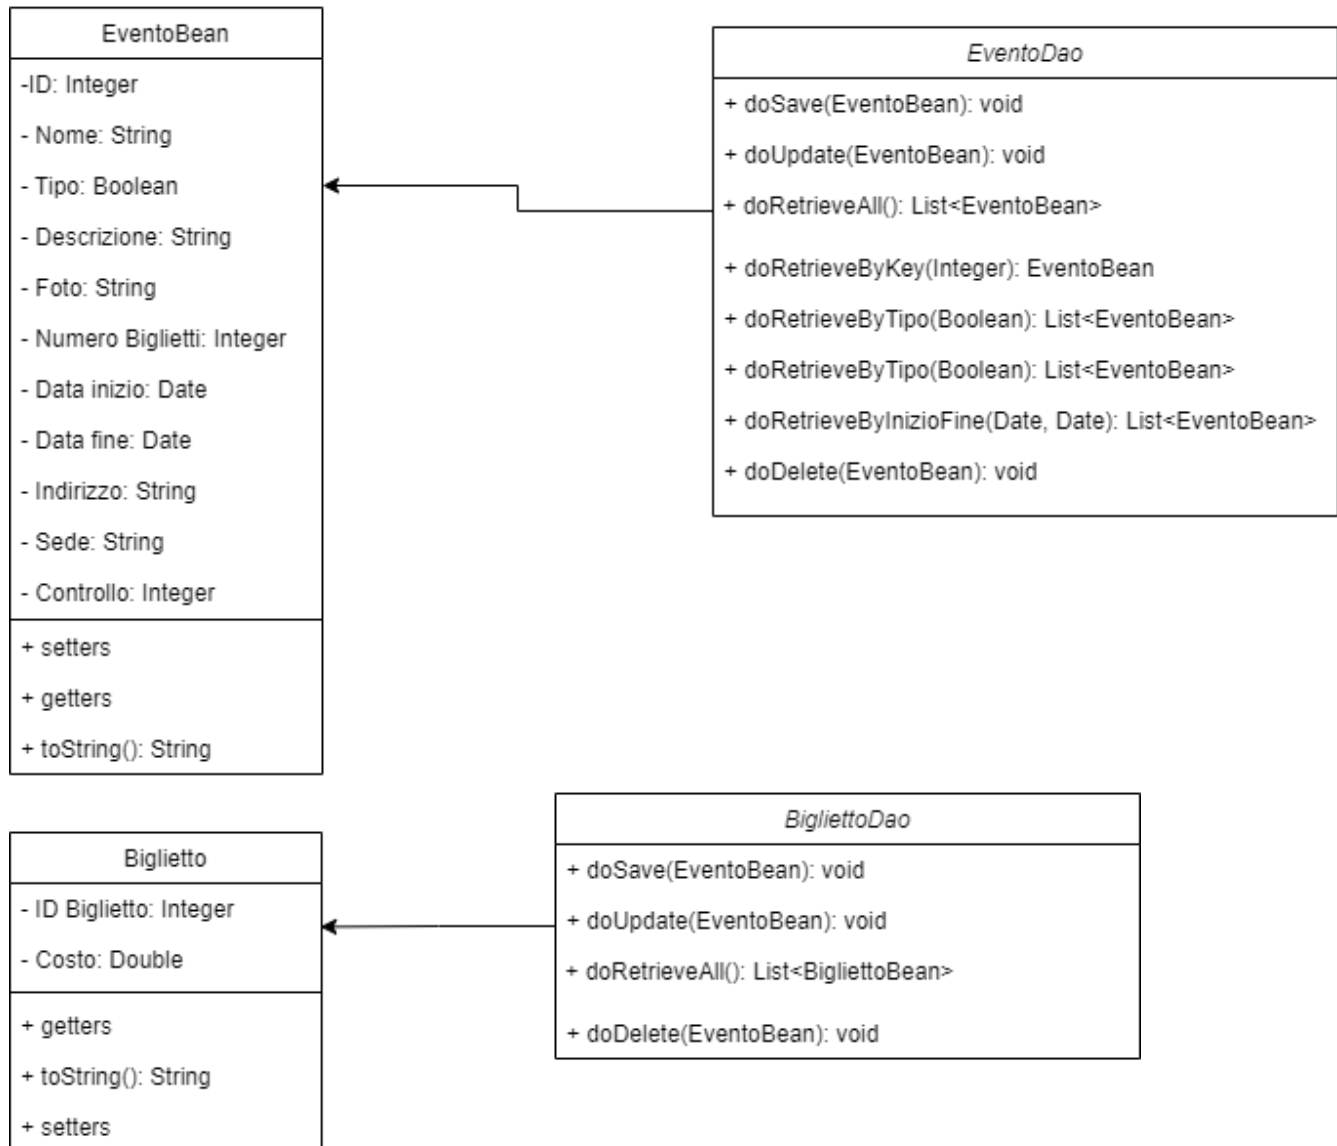 EventoBean
-ID: Integer
- Nome: String
- Tipo: Boolean
- Descrizione: String
- Foto: String
- Numero Biglietti: Integer
- Data inizio: Date
- Data fine: Date
- Indirizzo: String
- Sede: String
- Controllo: Integer
+ setters
+ getters
+ toString(): String
EventoDao
+ doSave(EventoBean): void
+ doUpdate(EventoBean): void
+ doRetrieveAll(): List<EventoBean>
+ doRetrieveByKey(Integer): EventoBean
+ doRetrieveByTipo(Boolean): List<EventoBean>
+ doRetrieveByTipo(Boolean): List<EventoBean>
+ doRetrieveByInizioFine(Date, Date): List<EventoBean>
+ doDelete(EventoBean): void
Biglietto
- ID Biglietto: Integer
- Costo: Double
+ getters
+ toString(): String
+ setters
BigliettoDao
+ doSave(EventoBean): void
+ doUpdate(EventoBean): void
+ doRetrieveAll(): List<BigliettoBean>
+ doDelete(EventoBean): void